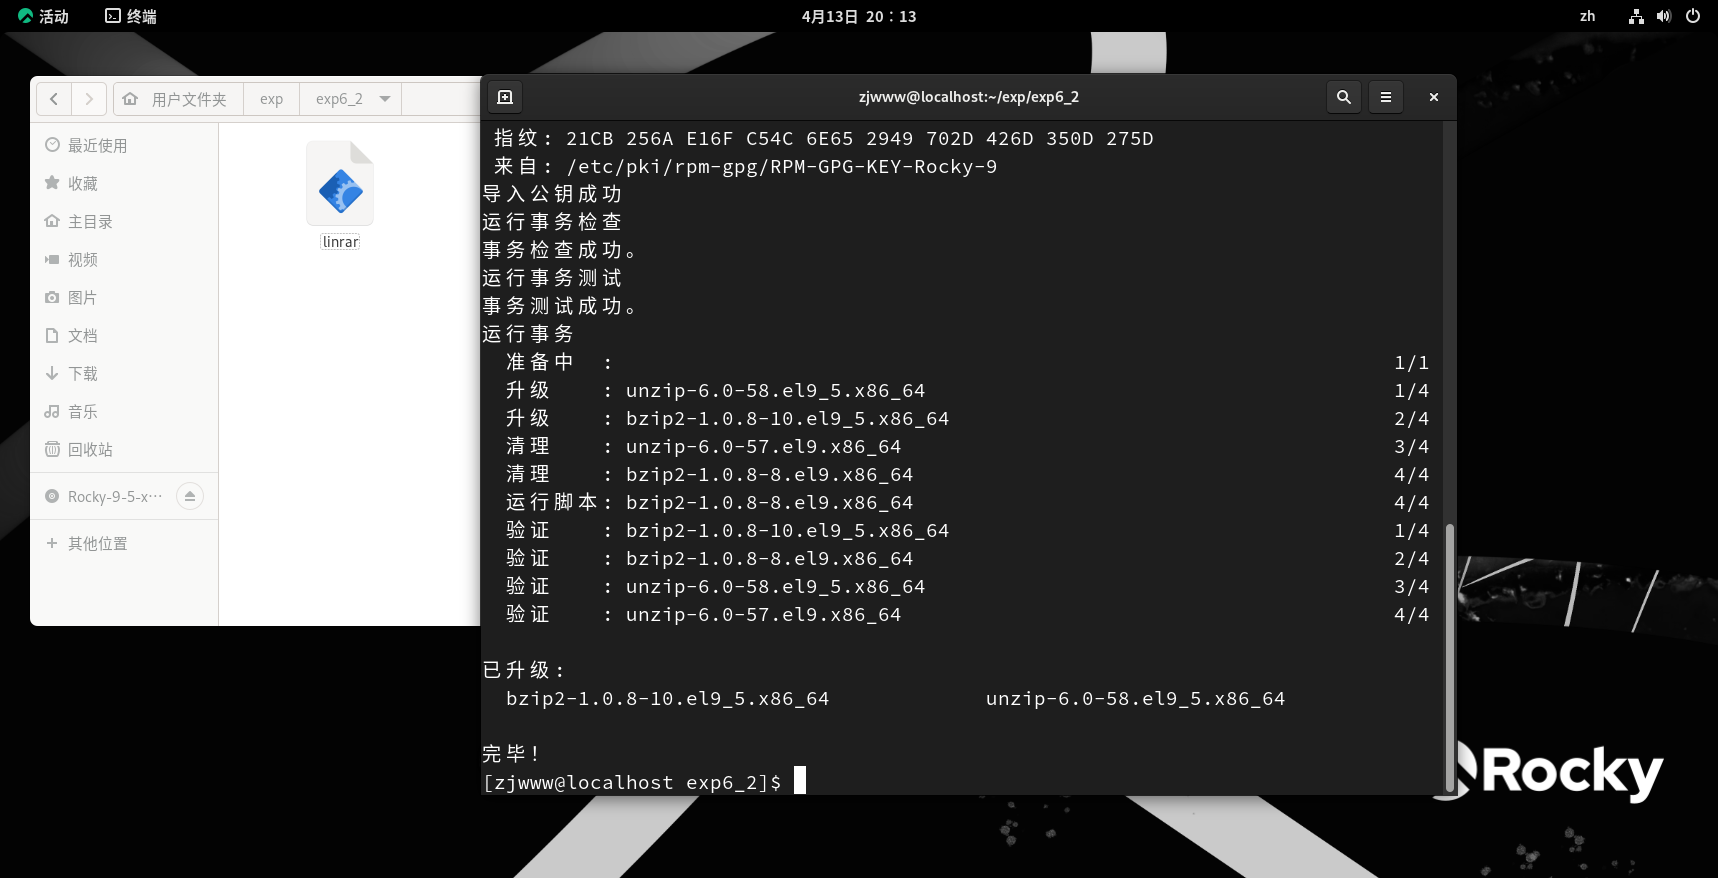 活动 终端 4月13日 20：13 zh
用户文件夹 exp exp6_2
最近使用
收藏
主目录
视频
图片
文档
下载
音乐
回收站
Rocky-9-5-x…
其他位置
linrar
zjwww@localhost:~/exp/exp6_2
指纹: 21CB 256A E16F C54C 6E65 2949 702D 426D 350D 275D
来自: /etc/pki/rpm-gpg/RPM-GPG-KEY-Rocky-9
导入公钥成功
运行事务检查
事务检查成功。
运行事务测试
事务测试成功。
运行事务
准备中 : 1/1
升级 : unzip-6.0-58.el9_5.x86_64 1/4
升级 : bzip2-1.0.8-10.el9_5.x86_64 2/4
清理 : unzip-6.0-57.el9.x86_64 3/4
清理 : bzip2-1.0.8-8.el9.x86_64 4/4
运行脚本: bzip2-1.0.8-8.el9.x86_64 4/4
验证 : bzip2-1.0.8-10.el9_5.x86_64 1/4
验证 : bzip2-1.0.8-8.el9.x86_64 2/4
验证 : unzip-6.0-58.el9_5.x86_64 3/4
验证 : unzip-6.0-57.el9.x86_64 4/4
已升级:
bzip2-1.0.8-10.el9_5.x86_64 unzip-6.0-58.el9_5.x86_64
完毕！
[zjwww@localhost exp6_2]$
Rocky